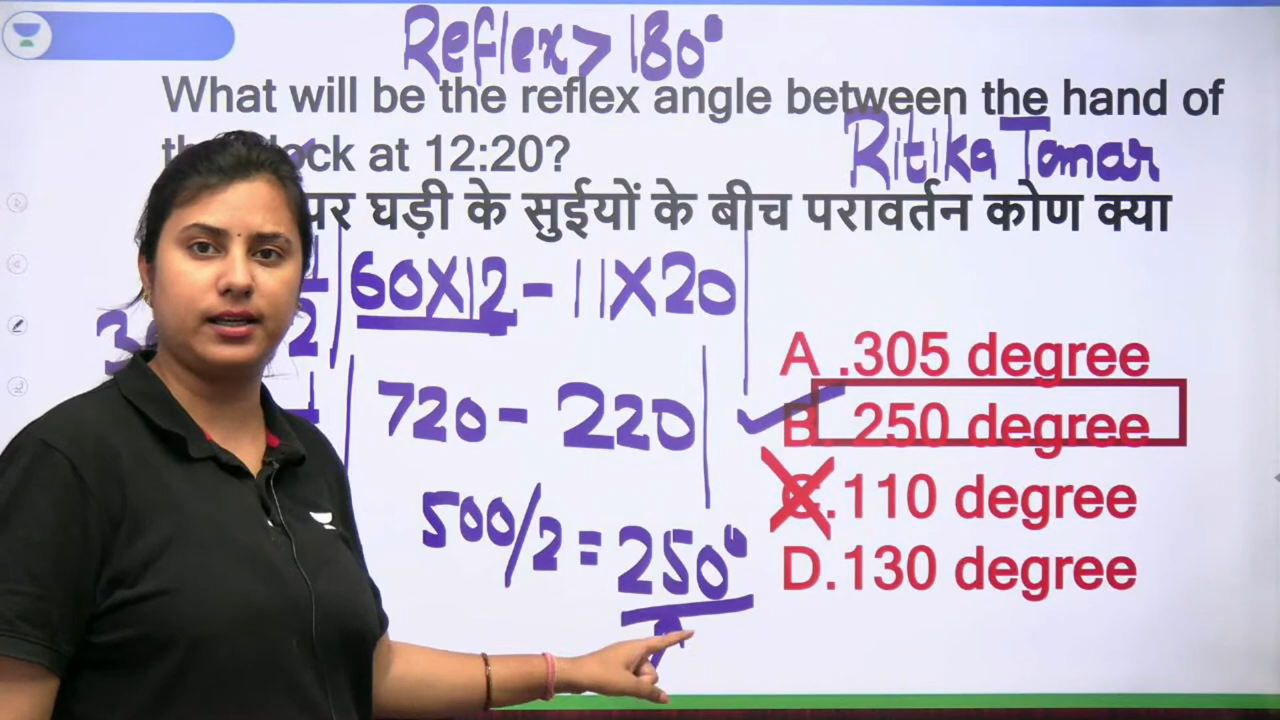 Reflex > 180°
What will be the reflex angle between the hand of
ock at 12:20?
Ritika Tomar
पर घड़ी के सुईयों के बीच परावर्तन कोण क्या
60X12 - 11X20
2
3
720 - 220
500/2 = 250°
A .305 degree
B. 250 degree
C.110 degree
D.130 degree